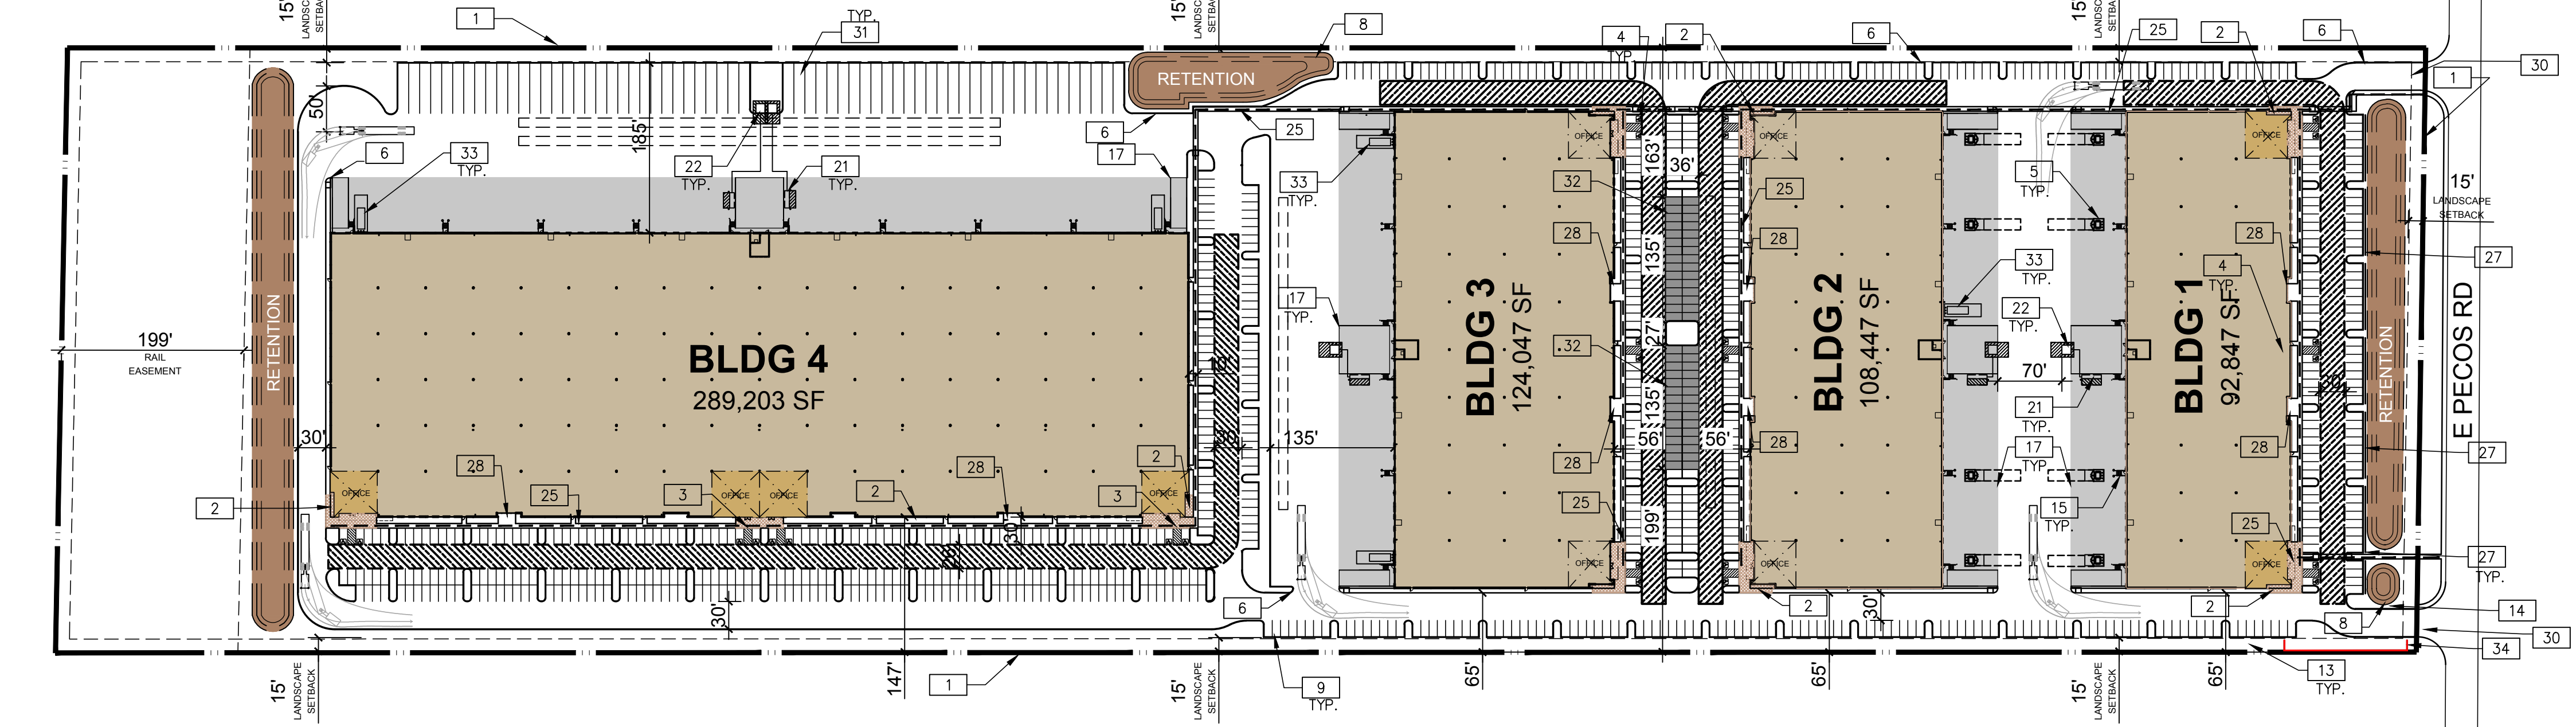 15'
LANDSCAPE
SETBACK
1
TYP.
31
15'
LANDSCAPE
SETBACK
8
4
TYP.
2
6
15'
LANDSCAPE
SETBACK
25
2
6
30
1
RETENTION
50'
185'
6
25
6
33
TYP.
22
TYP.
21
TYP.
17
33
TYP.
OFFICE
163'
36'
OFFICE
OFFICE
5
TYP.
15'
LANDSCAPE
SETBACK
32
25
28
28
135'
33
TYP.
28
4
TYP.
27
17
TYP.
22
TYP.
199'
RAIL
EASEMENT
RETENTION
BLDG 4
289,203 SF
10'
BLDG 3
124,047 SF
32
27'
BLDG 2
108,447 SF
70'
BLDG 1
92,847 SF
30'
RETENTION
E PECOS RD
21
TYP.
135'
30'
135'
56'
56'
28
28
17
TYP.
28
27
28
25
3
2
28
2
3
2
OFFICE
OFFICE
OFFICE
OFFICE
25
199'
15
TYP.
25
30'
27
TYP.
OFFICE
OFFICE
OFFICE
6
2
30'
2
14
8
30
34
30'
13
TYP.
15'
LANDSCAPE
SETBACK
147'
1
15'
LANDSCAPE
SETBACK
9
TYP.
65'
65'
15'
LANDSCAPE
SETBACK
65'